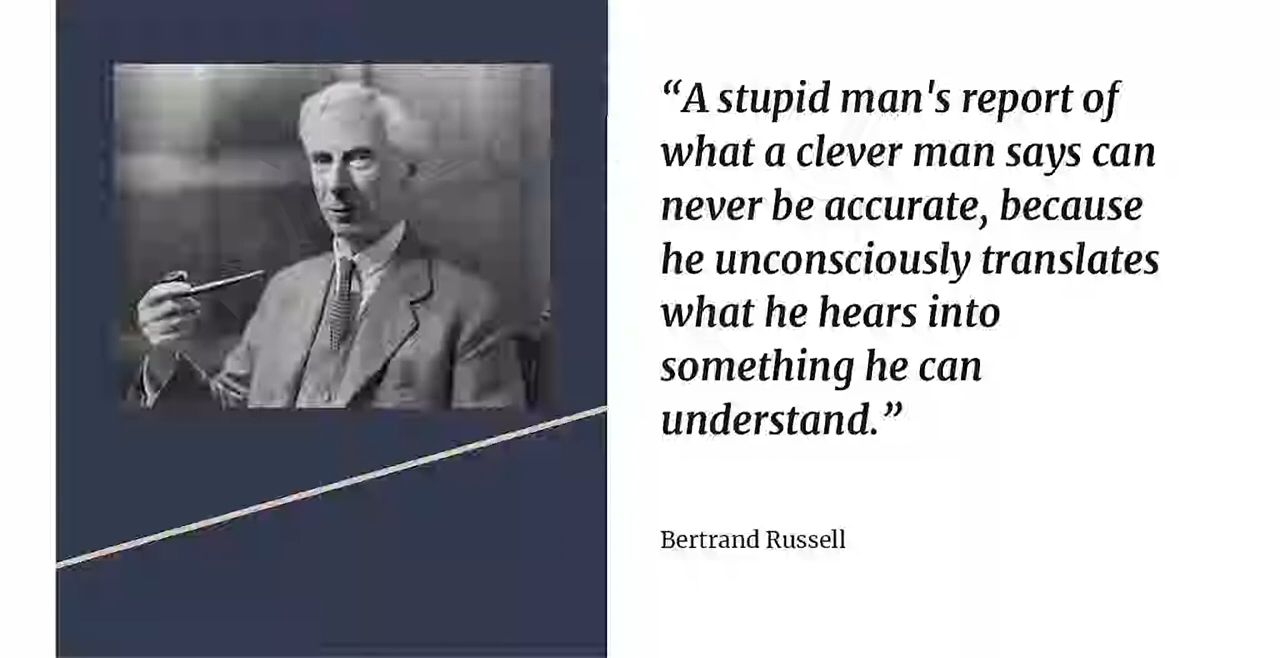 “A stupid man's report of
what a clever man says can
never be accurate, because
he unconsciously translates
what he hears into
something he can
understand.”
Bertrand Russell